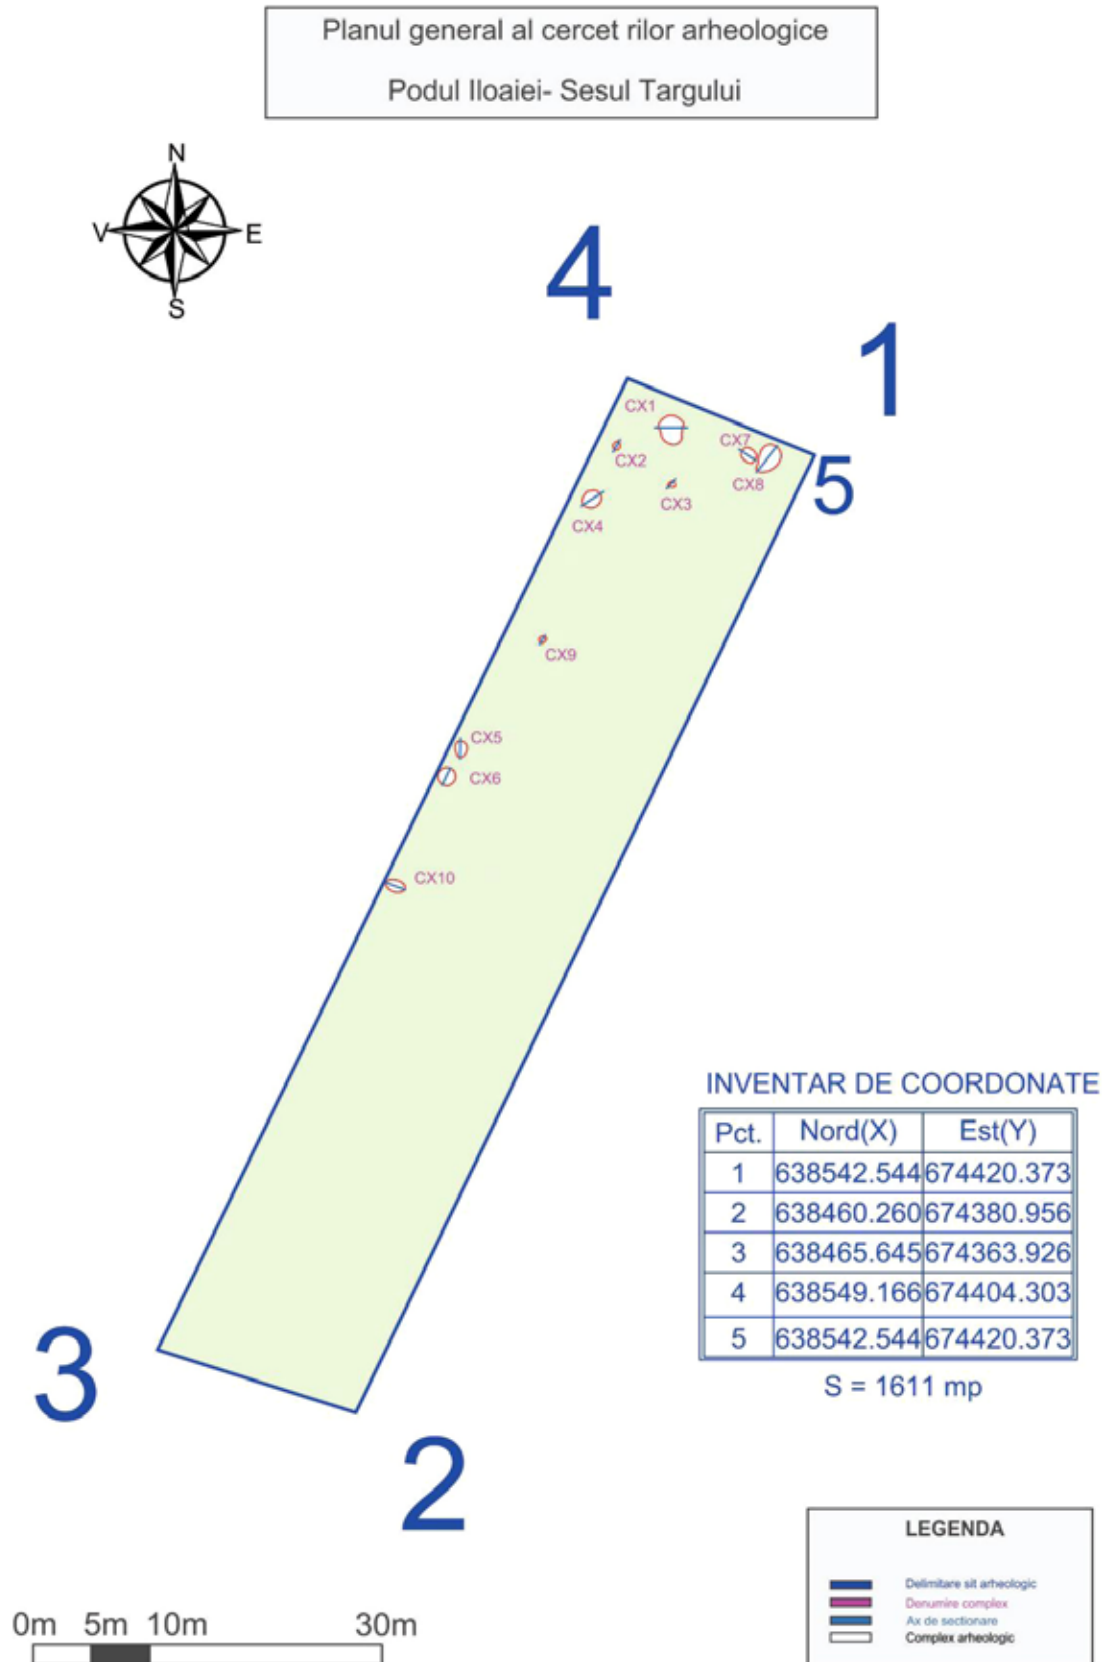 Planul general al cercet rilor arheologice
Podul Iloaiei- Sesul Targului
N
V
E
S
4
1
5
CX1
CX7
CX2
CX8
CX3
CX4
CX9
CX5
CX6
CX10
3
2
INVENTAR DE COORDONATE
Pct. Nord(X) Est(Y)
1 638542.544 674420.373
2 638460.260 674380.956
3 638465.645 674363.926
4 638549.166 674404.303
5 638542.544 674420.373
S = 1611 mp
LEGENDA
Delimitare sit arheologic
Denumire complex
Ax de sectionare
Complex arheologic
0m 5m 10m 30m